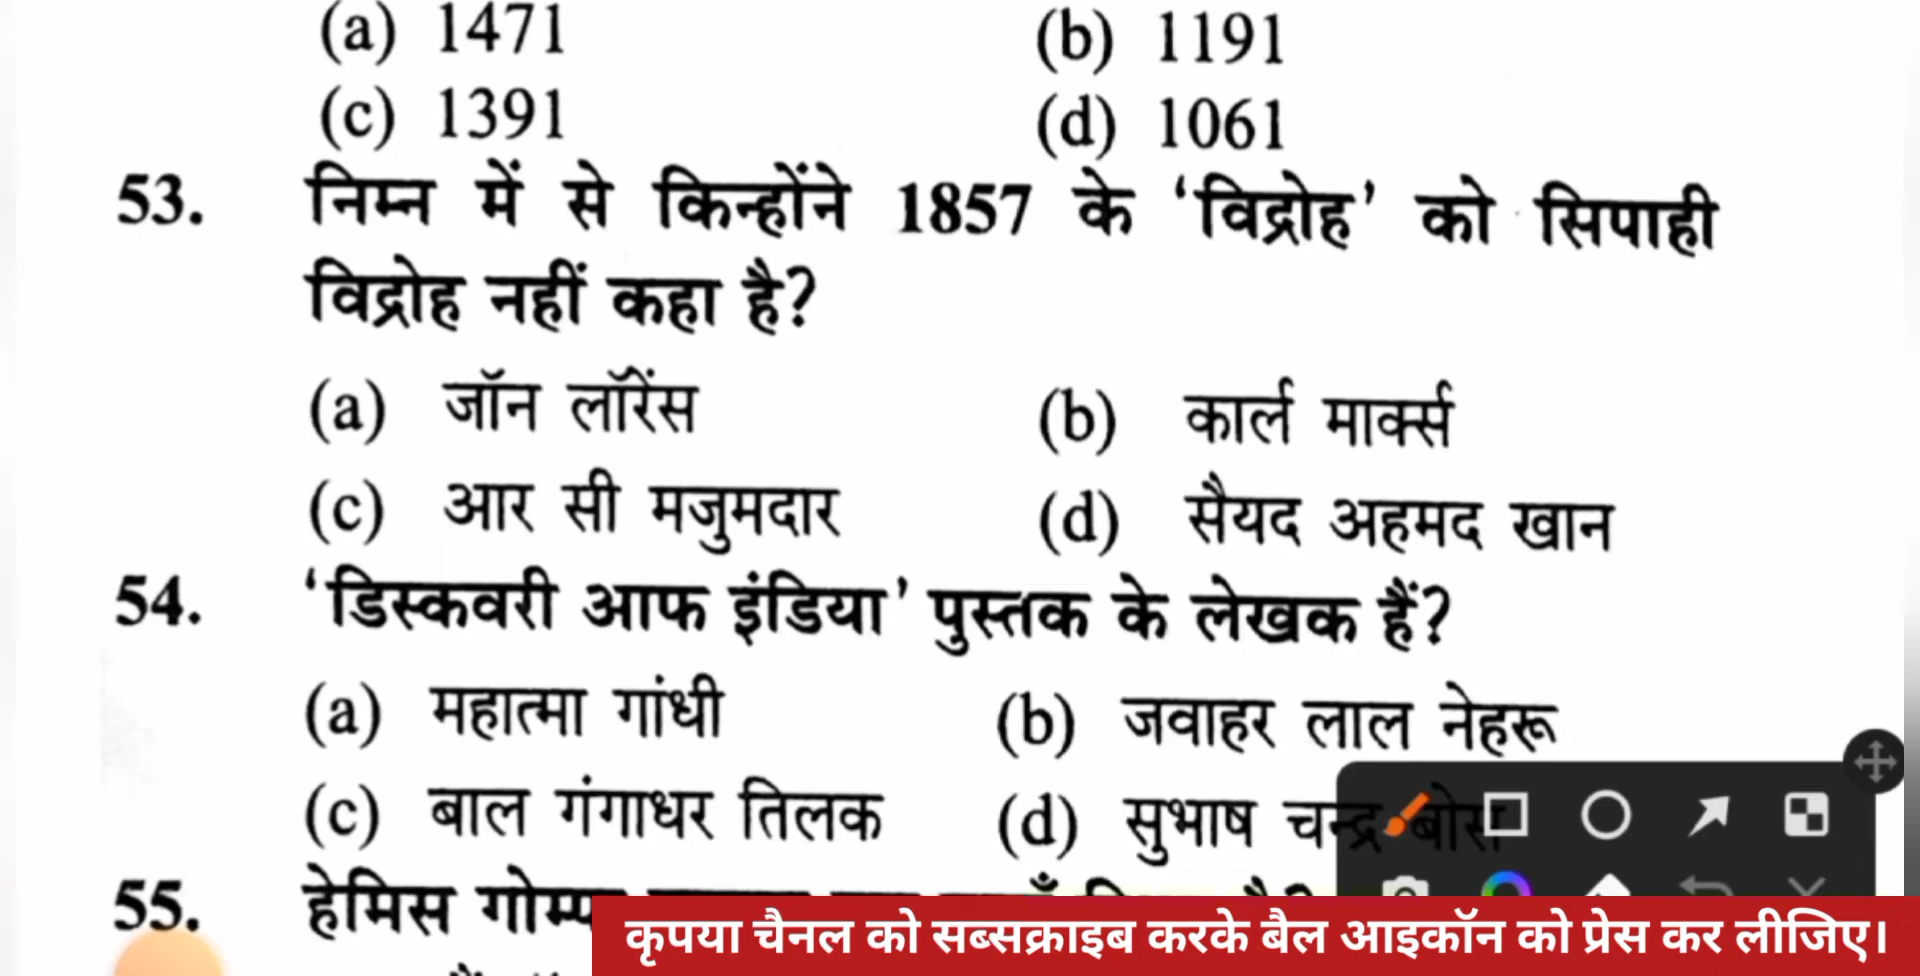 (a) 1471 (b) 1191
(c) 1391 (d) 1061
53. निम्न में से किन्होंने 1857 के ‘विद्रोह’ को सिपाही
विद्रोह नहीं कहा है?
(a) जॉन लॉरेंस (b) कार्ल मार्क्स
(c) आर सी मजुमदार (d) सैयद अहमद खान
54. ‘डिस्कवरी आफ इंडिया’ पुस्तक के लेखक हैं?
(a) महात्मा गांधी (b) जवाहर लाल नेहरू
(c) बाल गंगाधर तिलक (d) सुभाष चन्द्र बोस
55. हेमिस
कृपया चैनल को सब्सक्राइब करके बैल आइकॉन को प्रेस कर लीजिए।